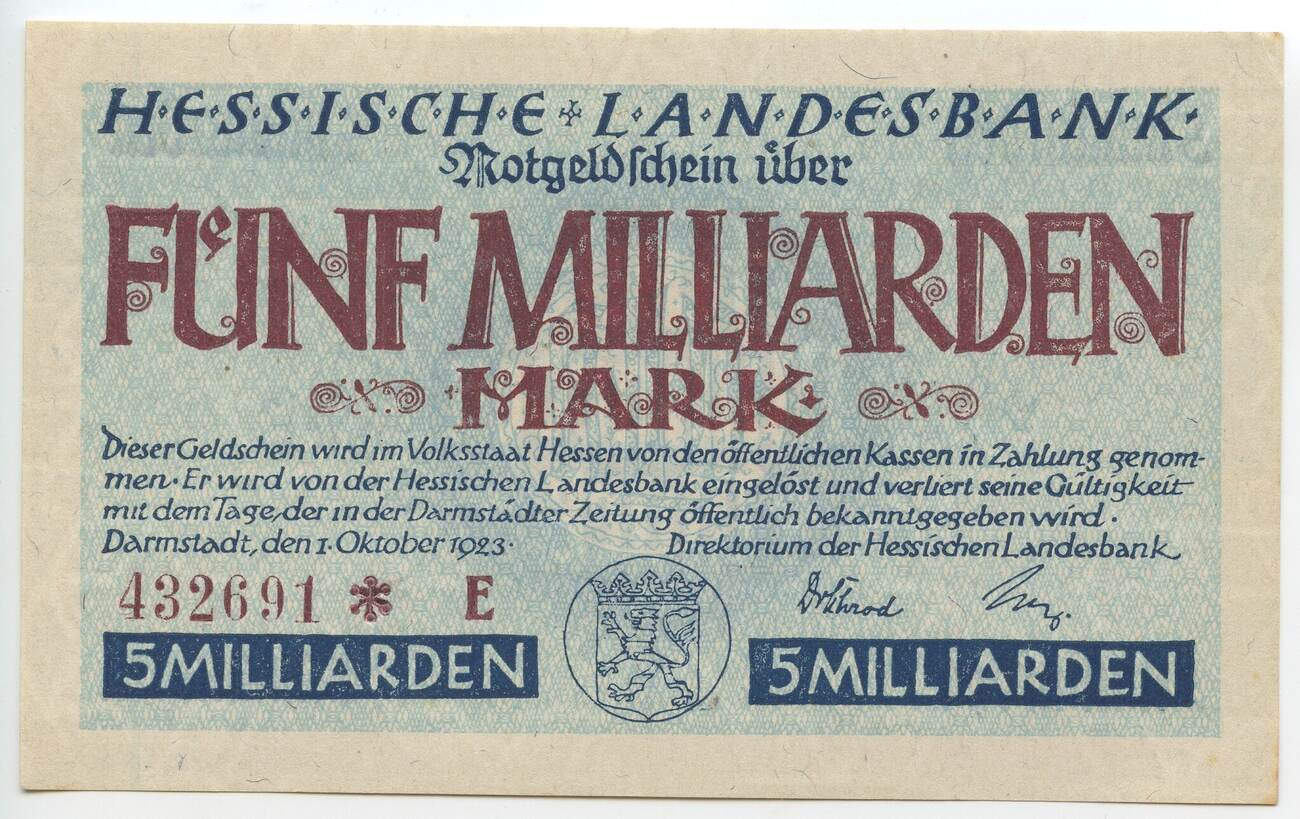 H·E·S·S·I·S·C·H·E L·A·N·D·E·S·B·A·N·K·
Notgeldschein über
FÜNF MILLIARDEN
MARK
Dieser Geldschein wird im Volksstaat Hessen von den öffentlichen Kassen in Zahlung genom-
men. Er wird von der Hessischen Landesbank eingelöst und verliert seine Gültigkeit
mit dem Tage, der in der Darmstädter Zeitung öffentlich bekanntgegeben wird.
Darmstadt, den 1. Oktober 1923. Direktorium der Hessischen Landesbank
432691 * E
5 MILLIARDEN 5 MILLIARDEN